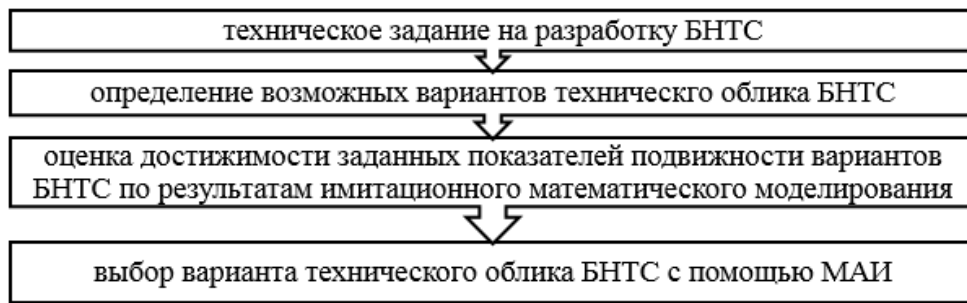 техническое задание на разработку БНТС
определение возможных вариантов техническго облика БНТС
оценка достижимости заданных показателей подвижности вариантов
БНТС по результатам имитационного математического моделирования
выбор варианта технического облика БНТС с помощью МАИ